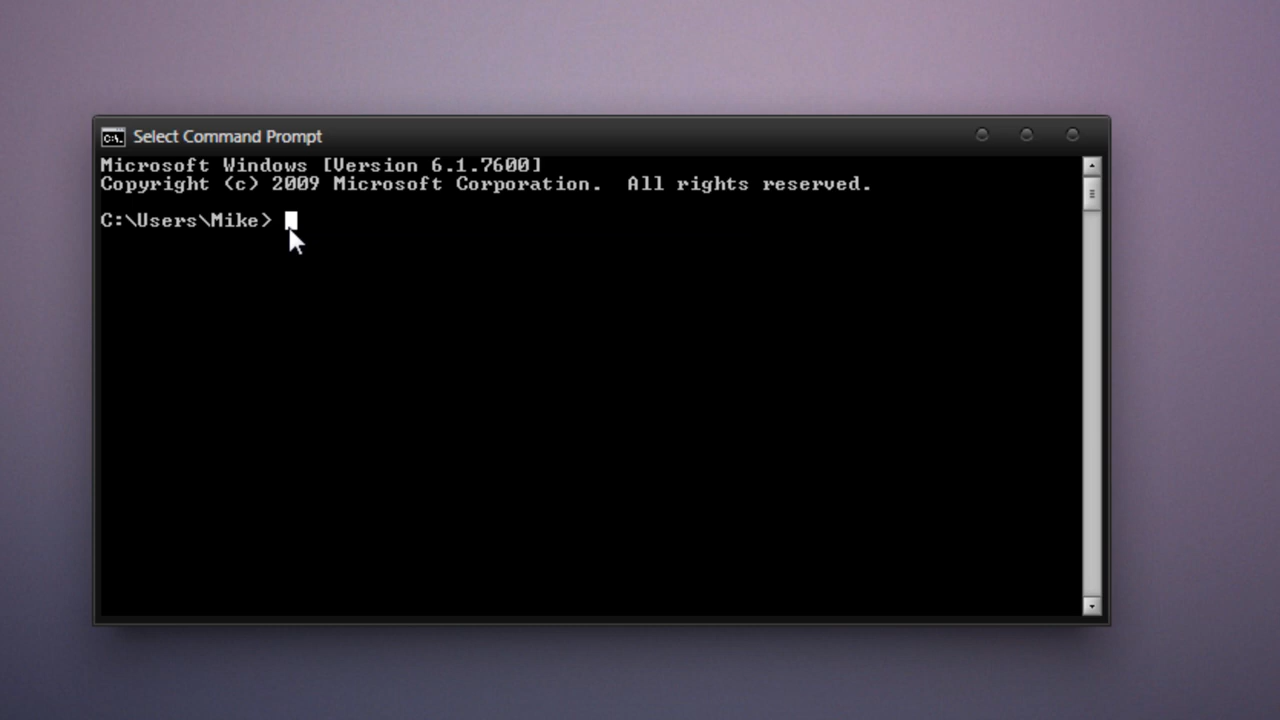 Select Command Prompt
Microsoft Windows [Version 6.1.7600]
Copyright (c) 2009 Microsoft Corporation.  All rights reserved.
C:\Users\Mike>